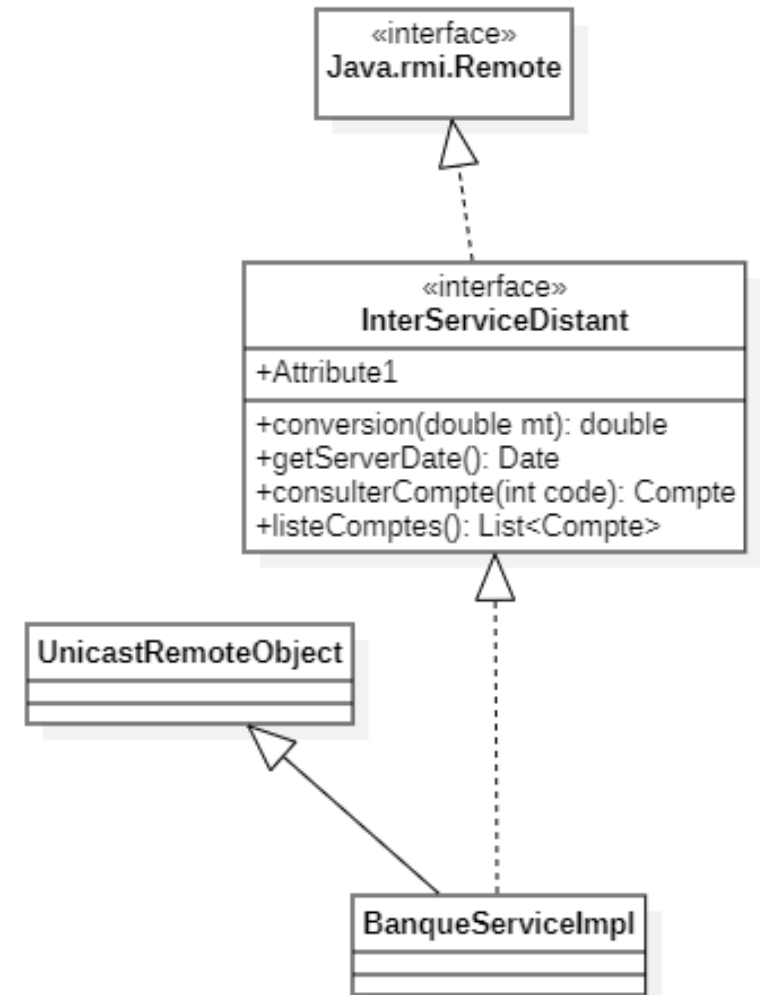 «interface»
Java.rmi.Remote
«interface»
InterServiceDistant
+Attribute1
+conversion(double mt): double
+getServerDate(): Date
+consulterCompte(int code): Compte
+listeComptes(): List<Compte>
UnicastRemoteObject
BanqueServiceImpl